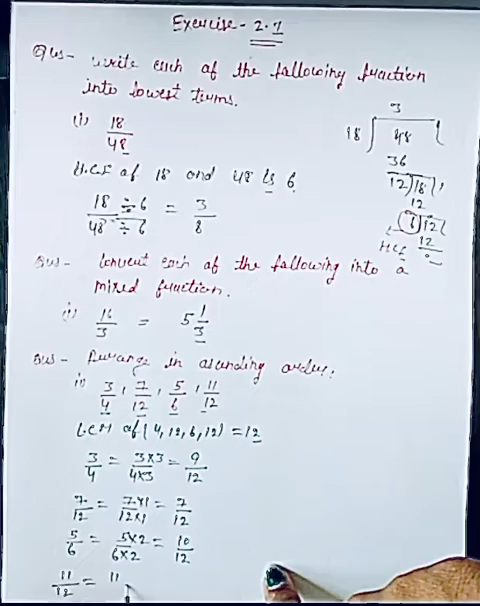 Exercise - 2.1
Qus - Write each of the following fraction
into lowest terms.
(i) 18/48
H.C.F of 18 and 48 is 6.
18 ÷ 6 / 48 ÷ 6 = 3/8
3
18 ) 48 (
36
12 ) 18 ( 1
12
6 ) 12 (
12
HCF
Qus - Convert each of the following into a
mixed fraction.
(i) 16/3 = 5 1/3
Qus - Arrange in ascending order.
i) 3/4, 7/12, 5/6, 11/12
LCM of (4, 12, 6, 12) = 12
3/4 = 3×3/4×3 = 9/12
7/12 = 7×1/12×1 = 7/12
5/6 = 5×2/6×2 = 10/12
11/12 = 11